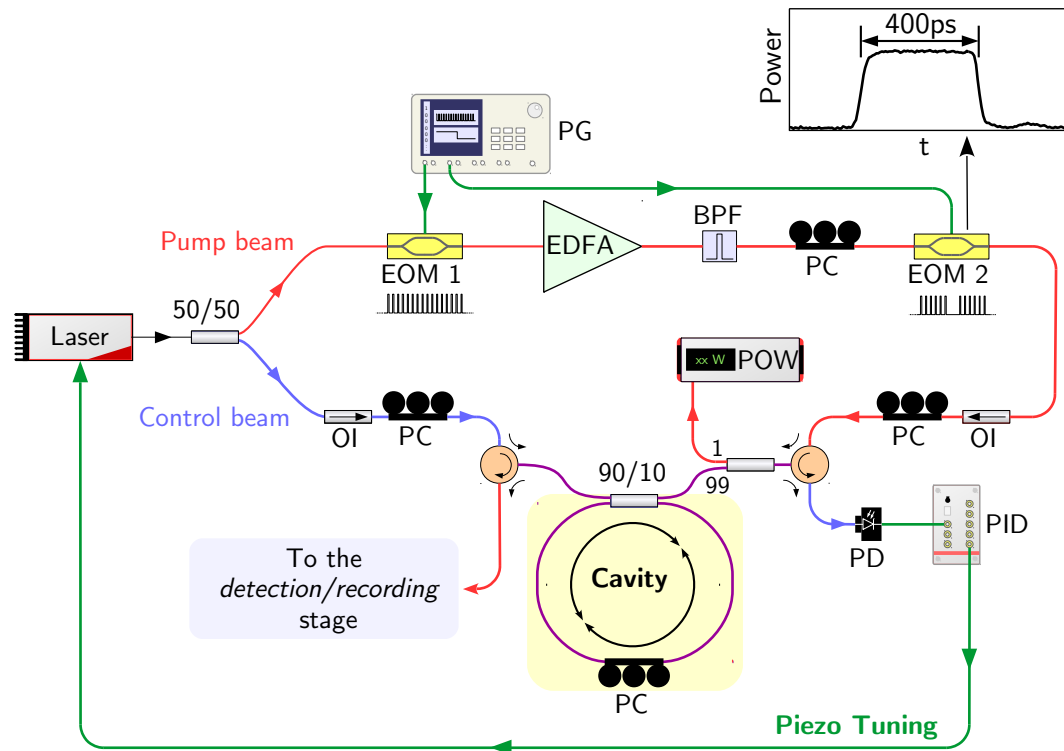 400ps
Power
t
PG
Pump beam
EOM 1
EDFA
BPF
PC
EOM 2
50/50
Laser
xx W
POW
Control beam
OI
PC
PC
OI
1
99
90/10
PD
PID
To the
detection/recording
stage
Cavity
PC
Piezo Tuning